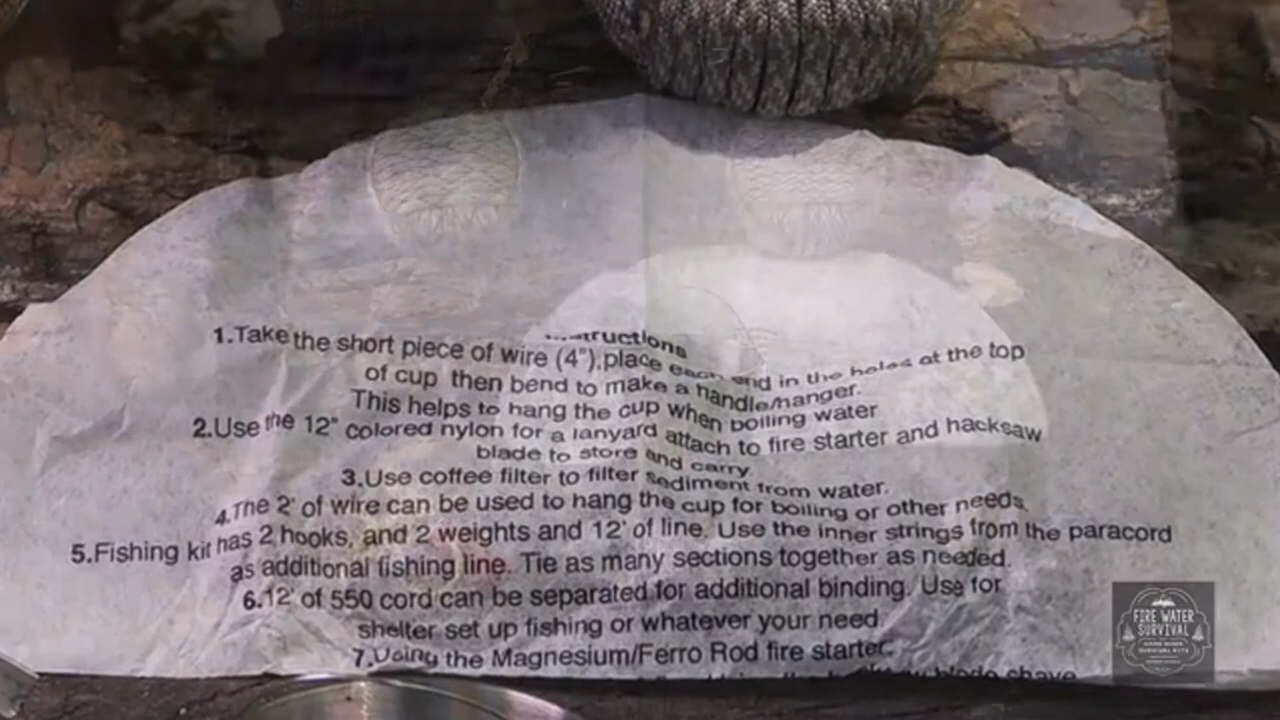 Instructions
1.Take the short piece of wire (4"),place each end in the holes at the top
of cup then bend to make a handle/hanger.
This helps to hang the cup when boiling water
2.Use the 12" colored nylon for a lanyard attach to fire starter and hacksaw
blade to store and carry.
3.Use coffee filter to filter sediment from water.
4.The 2' of wire can be used to hang the cup for boiling or other needs.
5.Fishing kit has 2 hooks, and 2 weights and 12' of line. Use the inner strings from the paracord
as additional fishing line. Tie as many sections together as needed.
6.12' of 550 cord can be separated for additional binding. Use for
shelter set up fishing or whatever your need.
7.Using the Magnesium/Ferro Rod fire starter.
blade shave
FIRE WATER
SURVIVAL
SURVIVAL KITS